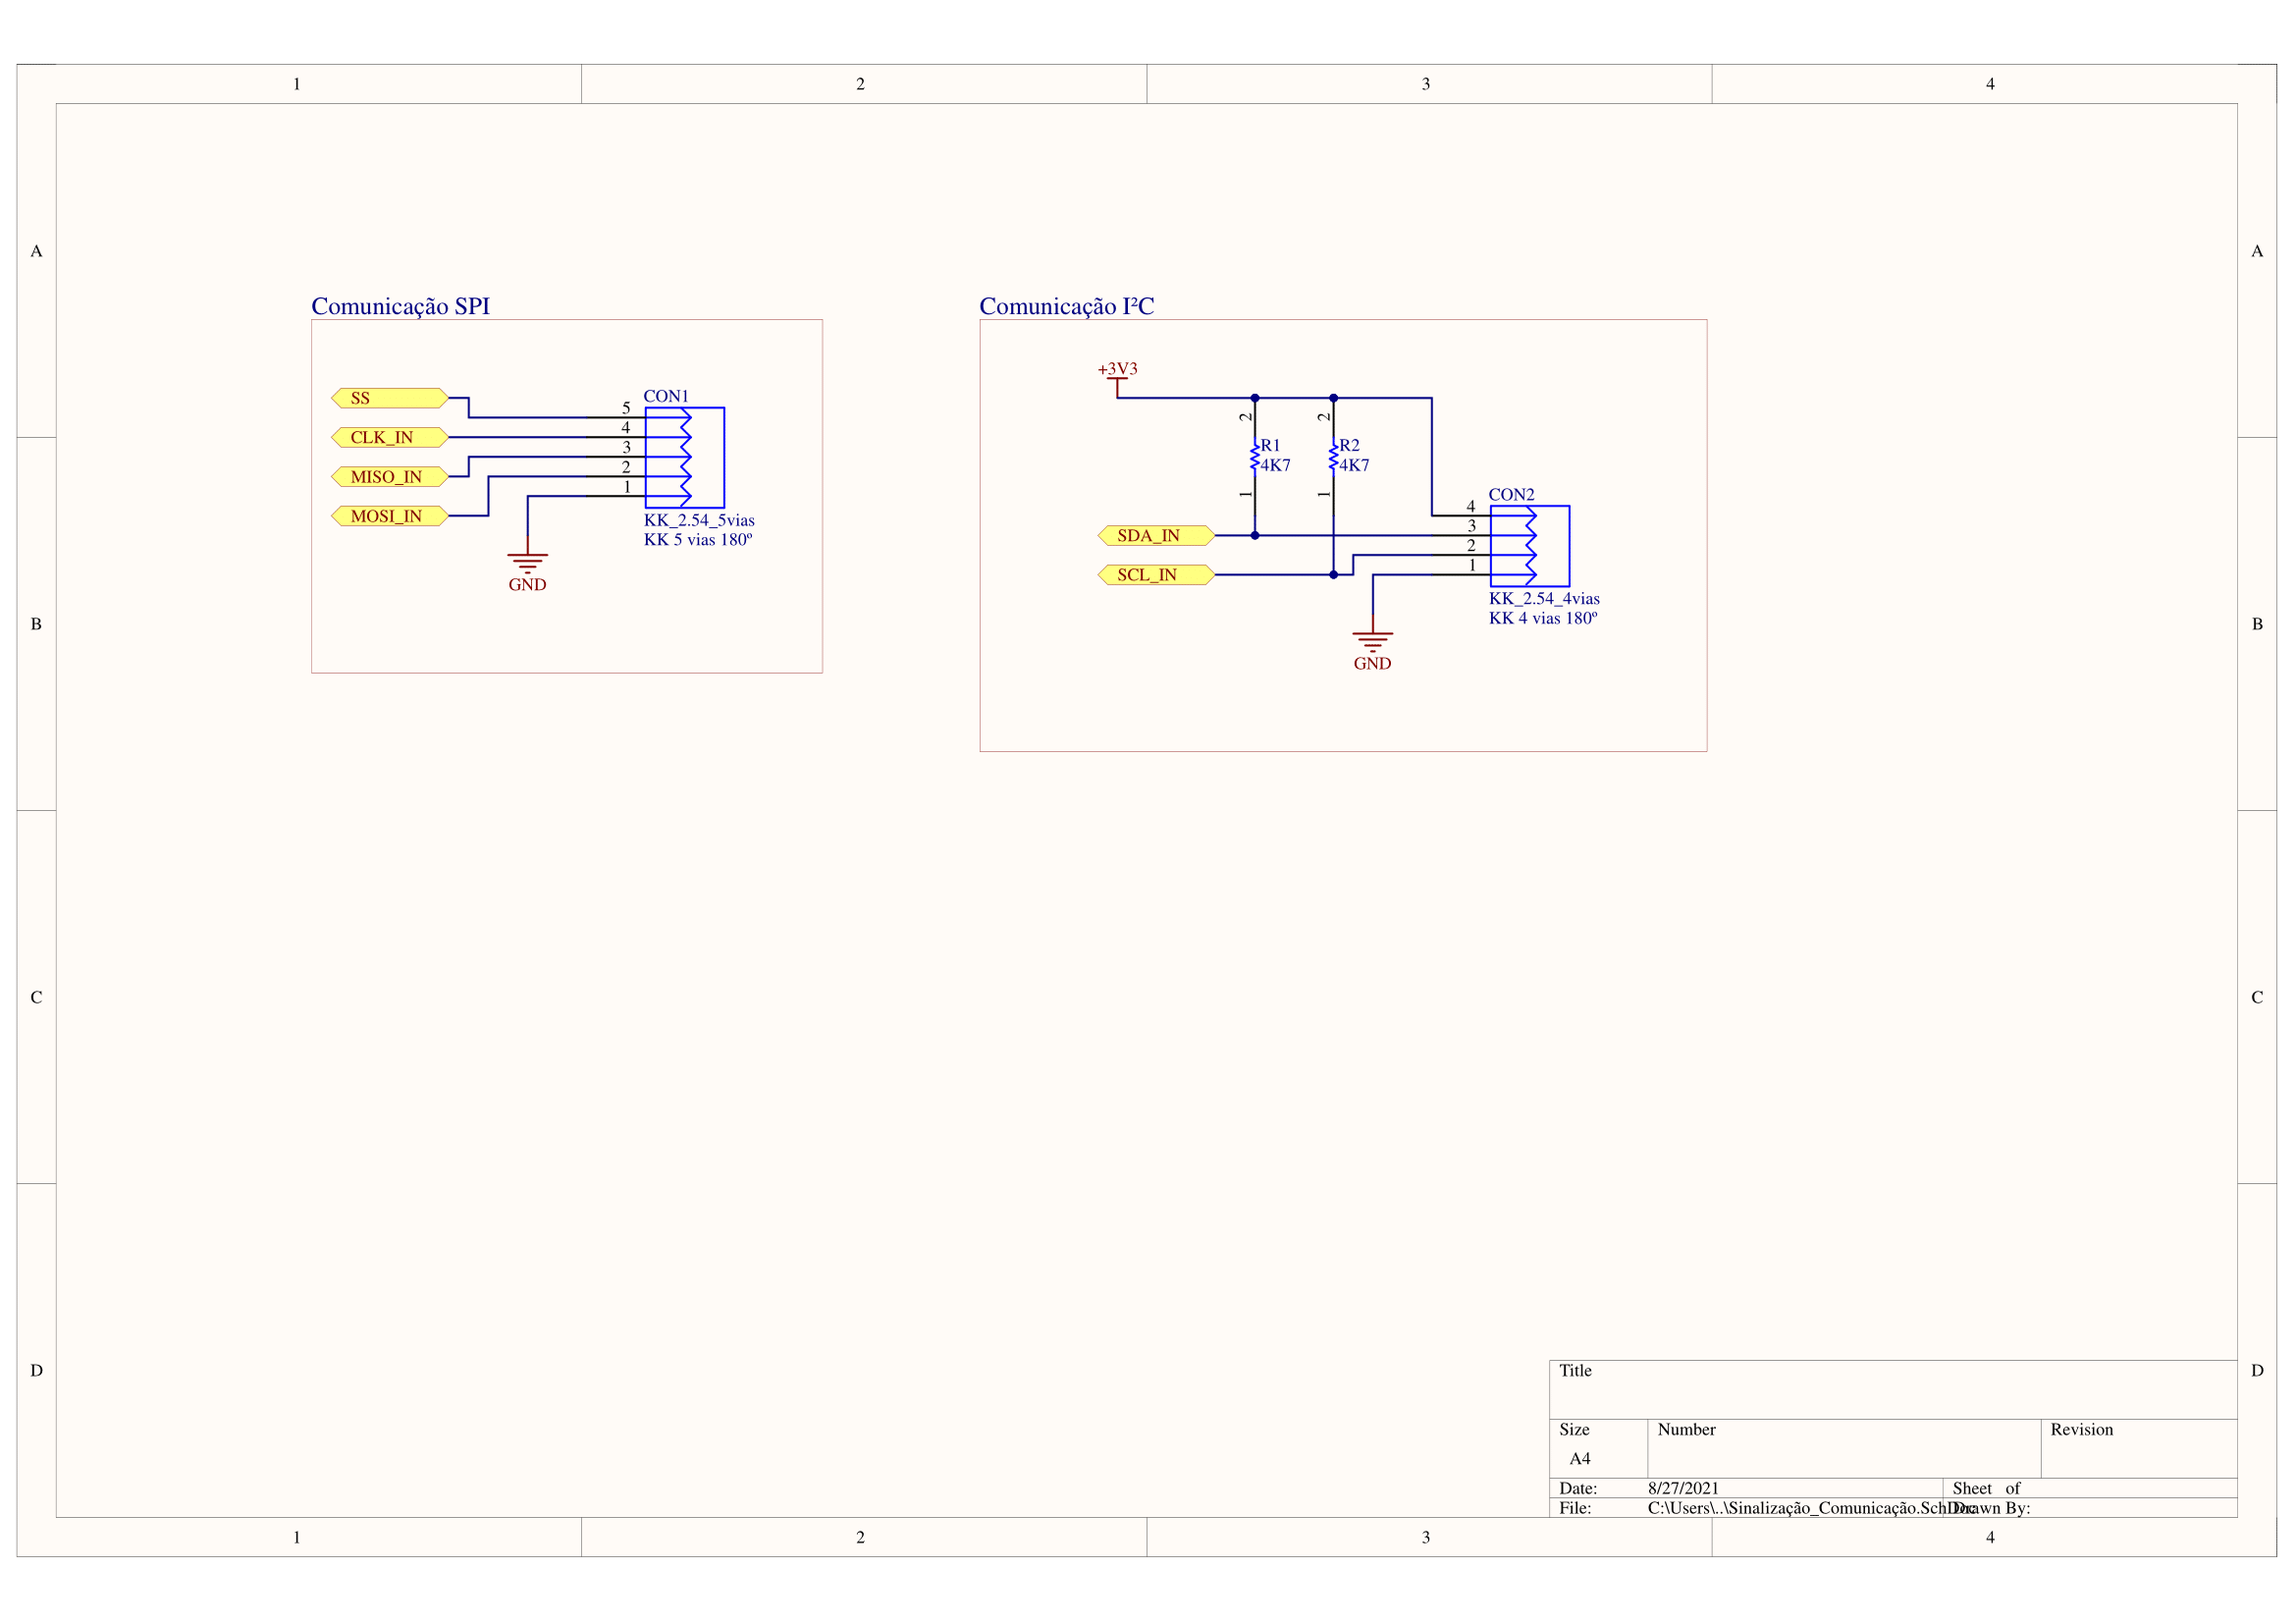 1 2 3 4
A A
Comunicação SPI
SS
CLK_IN
MISO_IN
MOSI_IN
5
4
3
2
1
CON1
KK_2.54_5vias
KK 5 vias 180º
GND
Comunicação I²C
+3V3
2
R1
4K7
1
2
R2
4K7
1
SDA_IN
SCL_IN
4
3
2
1
CON2
KK_2.54_4vias
KK 4 vias 180º
GND
B B
C C
D D
Title
Size
A4
Number
Revision
Date: 8/27/2021
Sheet of
File: C:\Users\..\Sinalização_Comunicação.SchDoc
Drawn By:
1 2 3 4